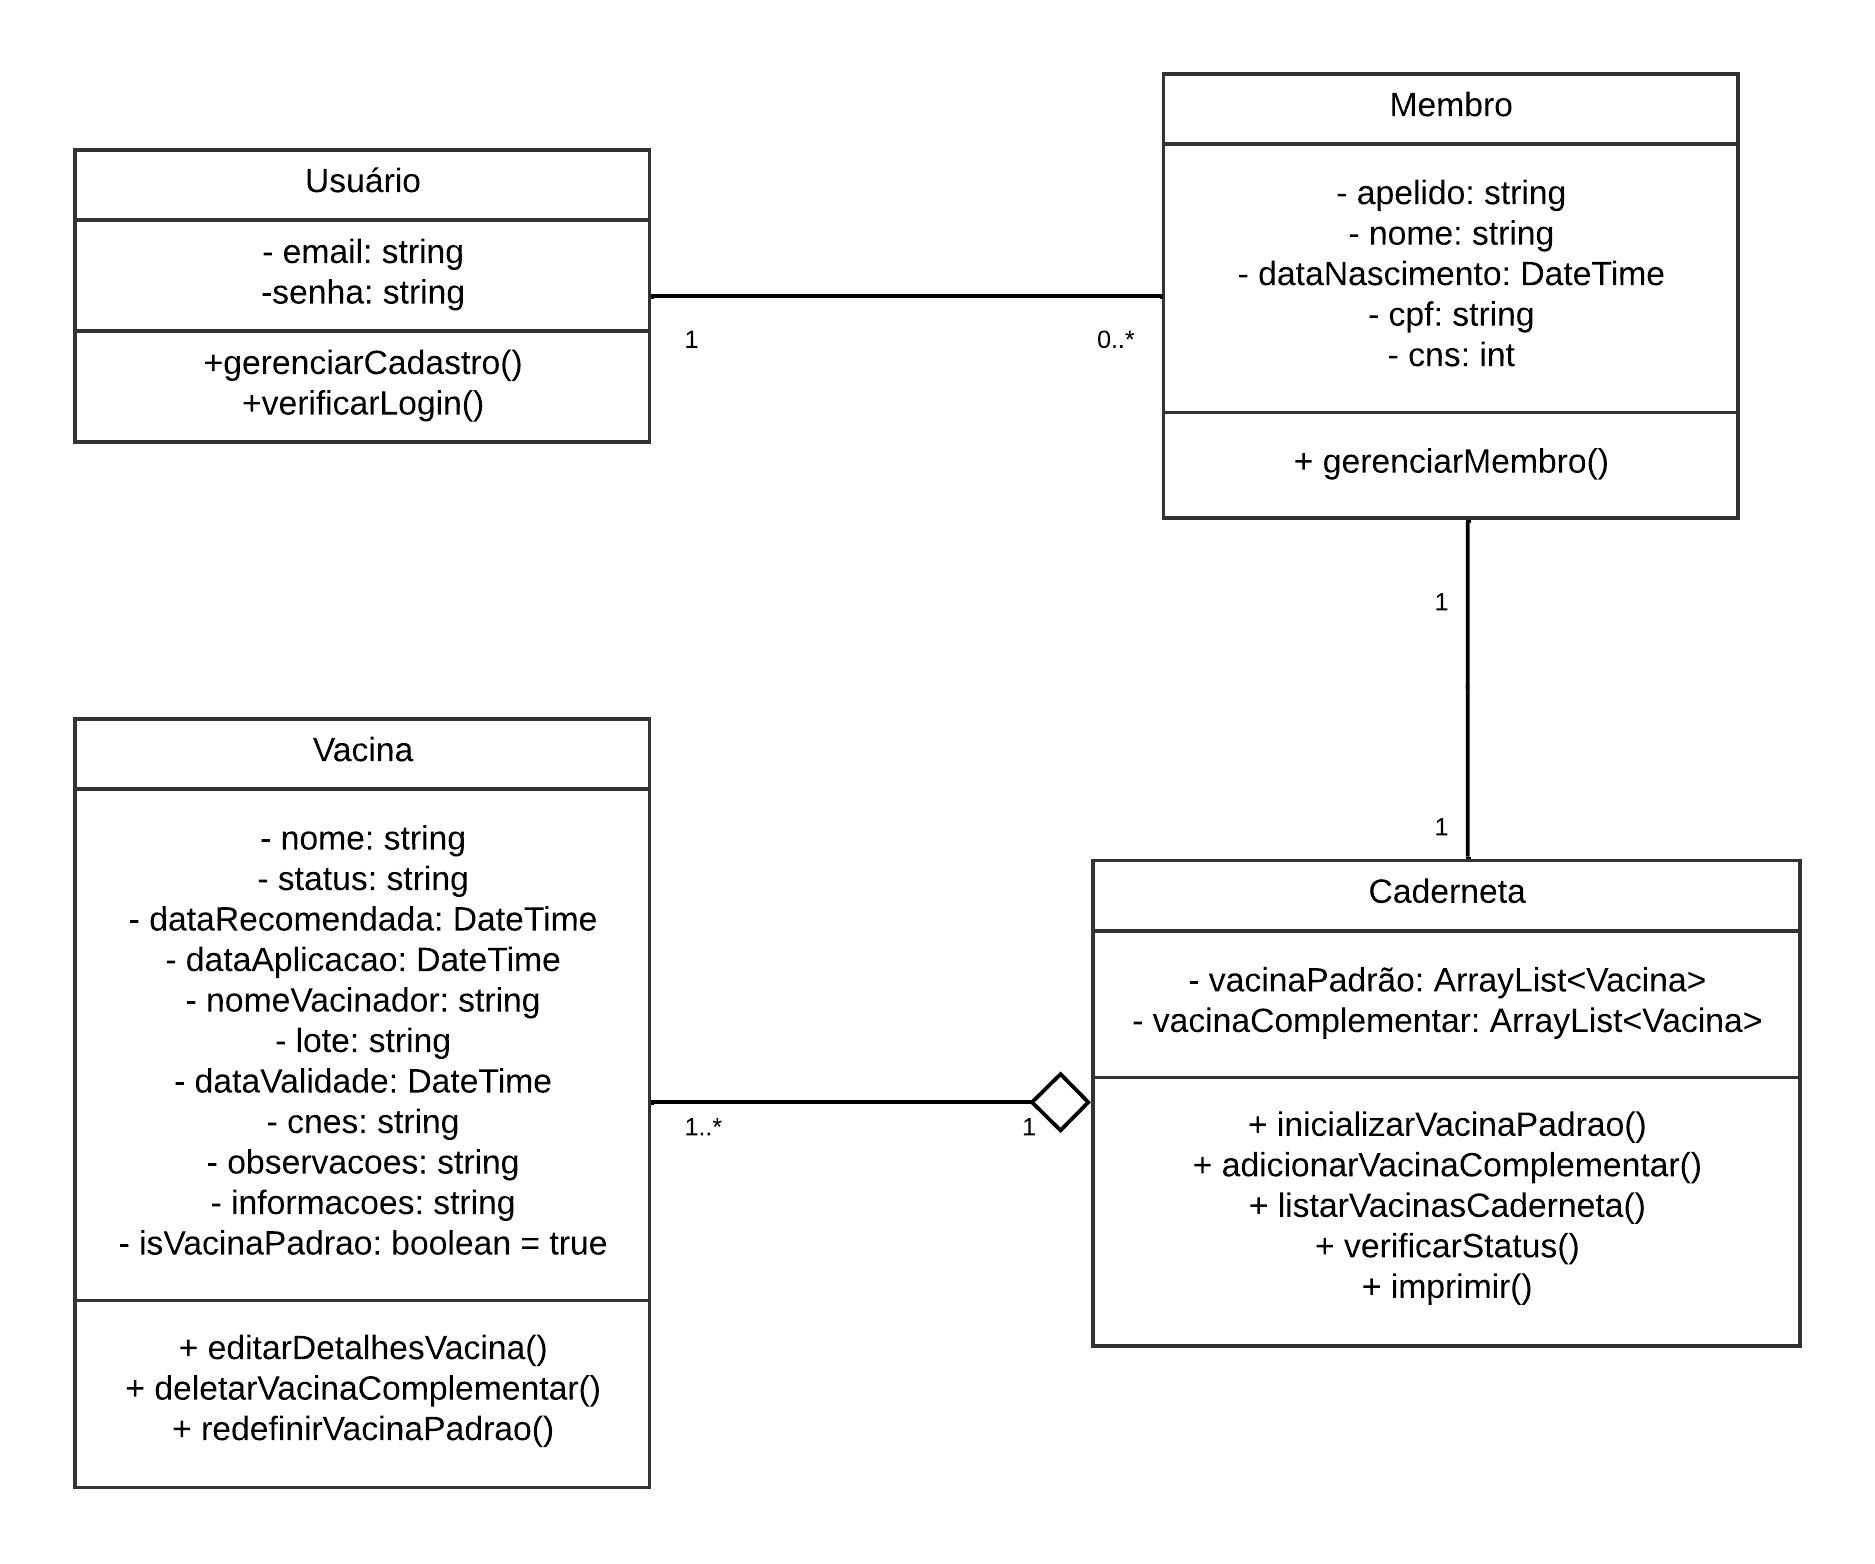 Usuário
- email: string
-senha: string
+gerenciarCadastro()
+verificarLogin()
1
0..*
Membro
- apelido: string
- nome: string
- dataNascimento: DateTime
- cpf: string
- cns: int
+ gerenciarMembro()
1
1
Vacina
- nome: string
- status: string
- dataRecomendada: DateTime
- dataAplicacao: DateTime
- nomeVacinador: string
- lote: string
- dataValidade: DateTime
- cnes: string
- observacoes: string
- informacoes: string
- isVacinaPadrao: boolean = true
+ editarDetalhesVacina()
+ deletarVacinaComplementar()
+ redefinirVacinaPadrao()
1..*
1
Caderneta
- vacinaPadrão: ArrayList<Vacina>
- vacinaComplementar: ArrayList<Vacina>
+ inicializarVacinaPadrao()
+ adicionarVacinaComplementar()
+ listarVacinasCaderneta()
+ verificarStatus()
+ imprimir()